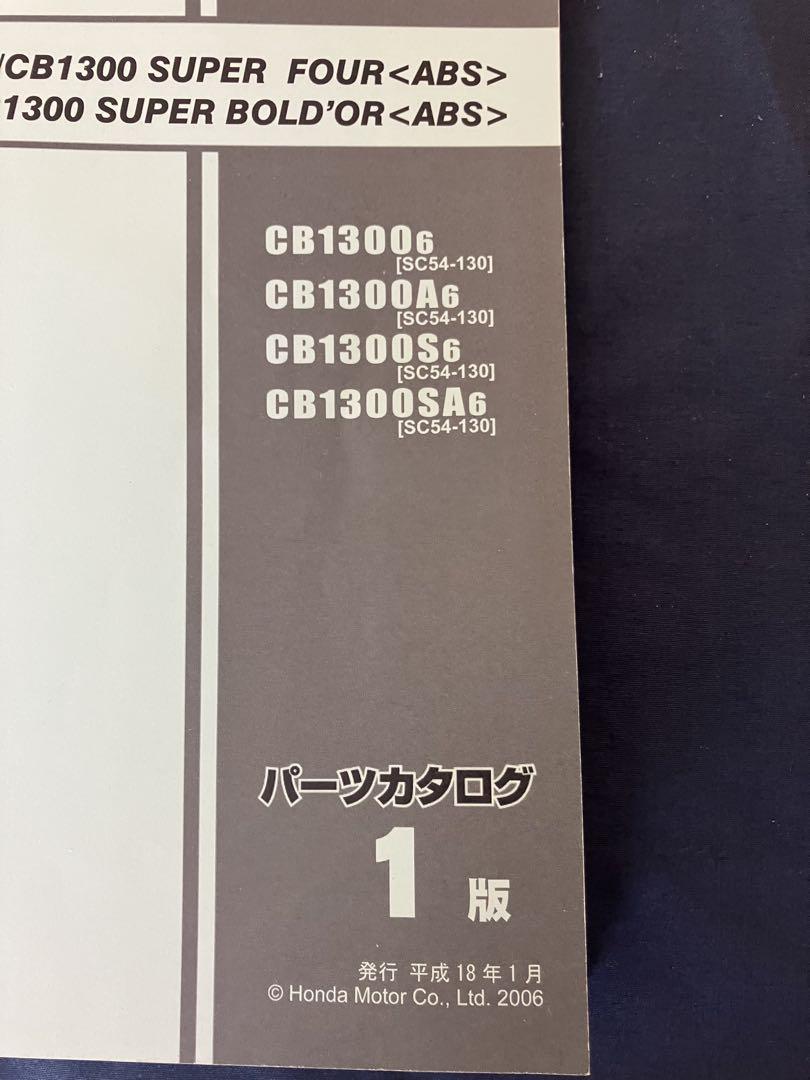 /CB1300 SUPER FOUR<ABS>
1300 SUPER BOLD'OR<ABS>
CB13006
[SC54-130]
CB1300A6
[SC54-130]
CB1300S6
[SC54-130]
CB1300SA6
[SC54-130]
パーツカタログ
1版
発行 平成18年1月
© Honda Motor Co., Ltd. 2006